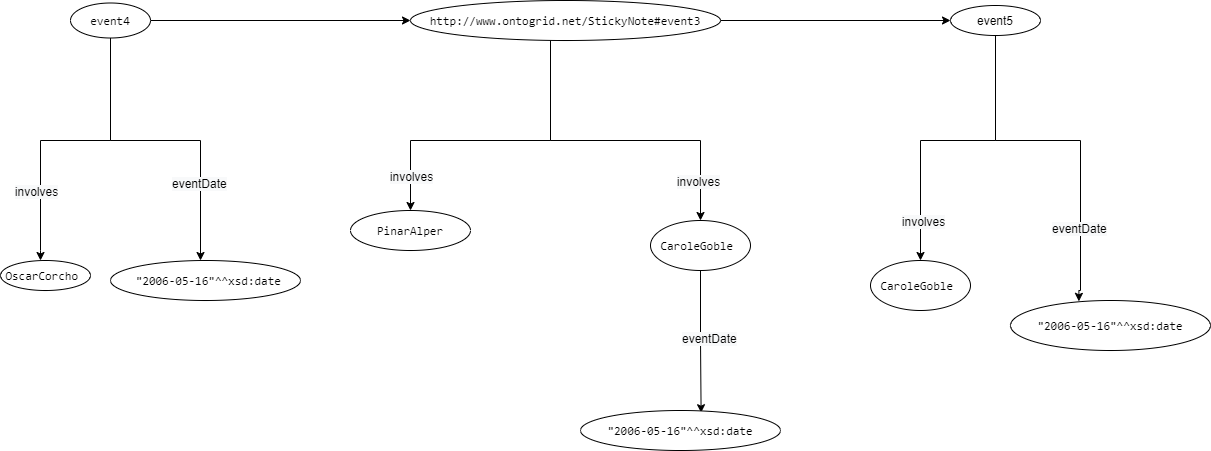 event4
http://www.ontogrid.net/StickyNote#event3
event5
involves
eventDate
involves
involves
involves
eventDate
OscarCorcho
"2006-05-16"^^xsd:date
PinarAlper
CaroleGoble
CaroleGoble
eventDate
"2006-05-16"^^xsd:date
"2006-05-16"^^xsd:date